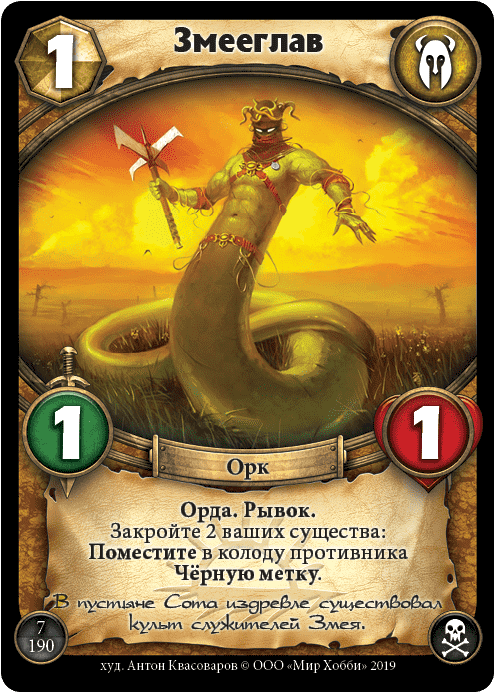 1
Змееглав
1
1
Орк
Орда. Рывок.
Закройте 2 ваших существа:
Поместите в колоду противника
Чёрную метку.
В пустыне Сота издревле существовал
культ служителей Змея.
7
190
худ. Антон Квасоваров © ООО «Мир Хобби» 2019